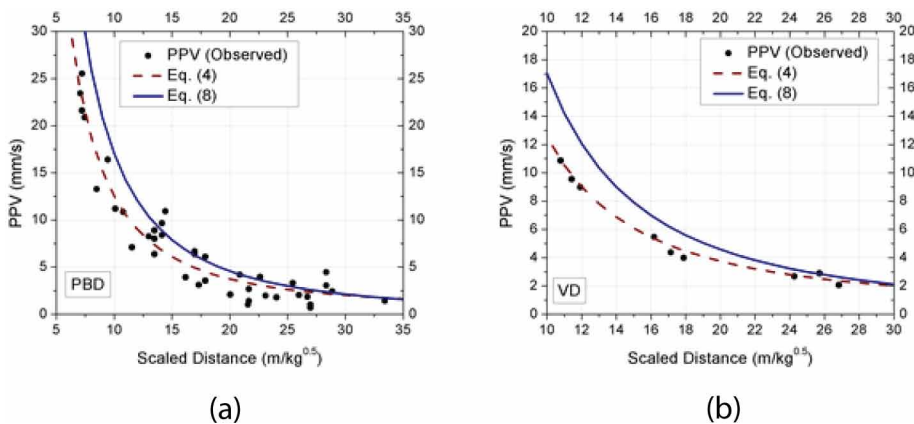 5 10 15 20 25 30 35
30 30
25 25
20 20
15 15
10 10
5 5
0 0
5 10 15 20 25 30 35
PPV (mm/s)
PPV (Observed)
Eq. (4)
Eq. (8)
PBD
Scaled Distance (m/kg^0.5)
(a)
10 12 14 16 18 20 22 24 26 28 30
20 20
18 18
16 16
14 14
12 12
10 10
8 8
6 6
4 4
2 2
0 0
10 12 14 16 18 20 22 24 26 28 30
PPV (mm/s)
PPV (Observed)
Eq. (4)
Eq. (8)
VD
Scaled Distance (m/kg^0.5)
(b)